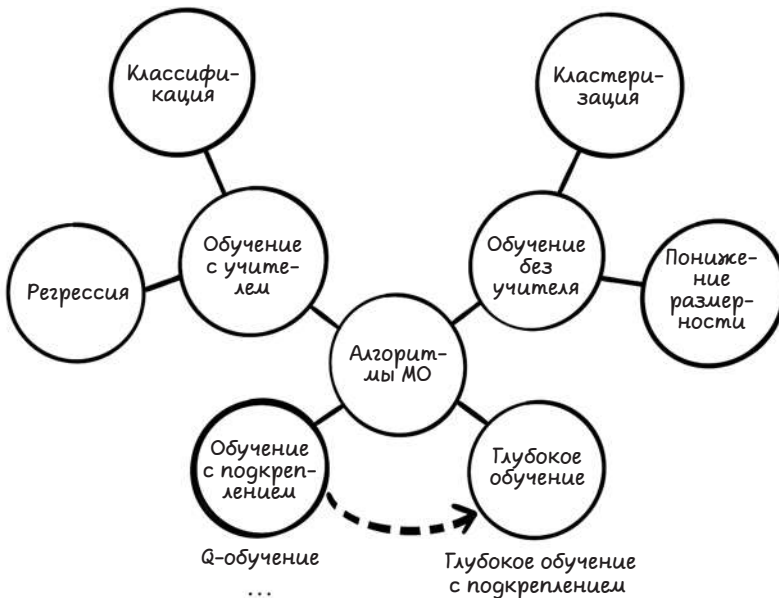 Классифи-
кация
Кластери-
зация
Обучение
с учите-
лем
Обучение
без
учителя
Регрессия
Пониже-
ние
размер-
ности
Алгорит-
мы МО
Обучение
с подкреп-
лением
Глубокое
обучение
Q-обучение
...
Глубокое обучение
с подкреплением